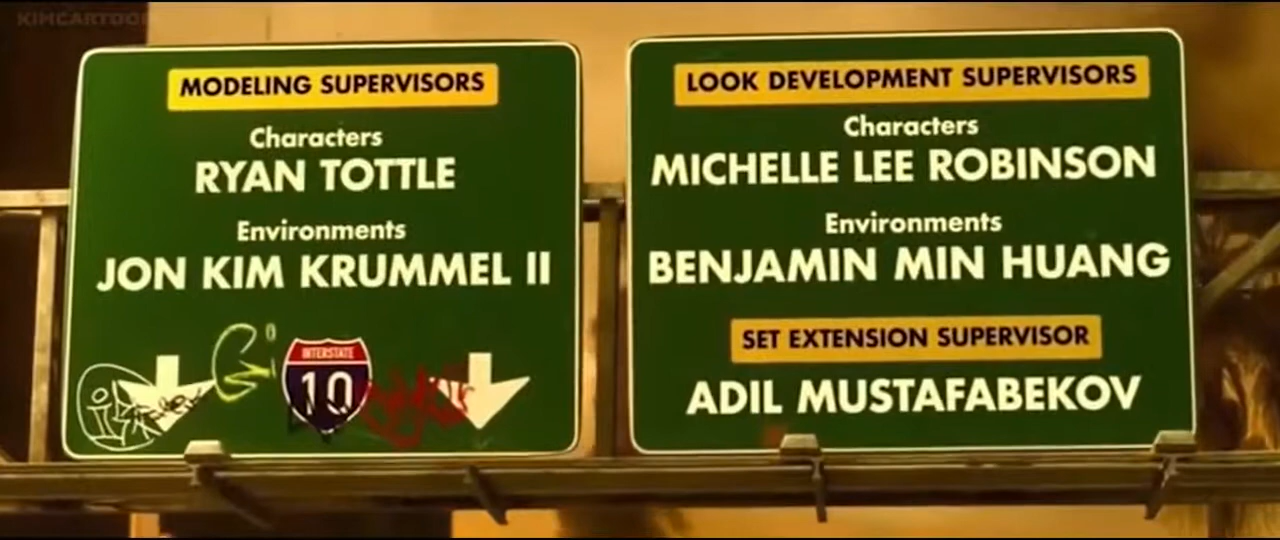 KIMCARTOON
MODELING SUPERVISORS
Characters
RYAN TOTTLE
Environments
JON KIM KRUMMEL II
INTERSTATE
10
LOOK DEVELOPMENT SUPERVISORS
Characters
MICHELLE LEE ROBINSON
Environments
BENJAMIN MIN HUANG
SET EXTENSION SUPERVISOR
ADIL MUSTAFABEKOV